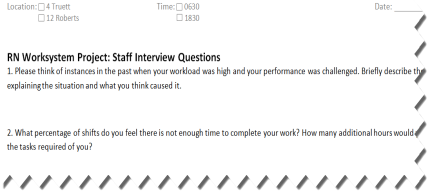 Location: 4 Truett Time: 0630 Date: ______
12 Roberts 1830
RN Worksystem Project: Staff Interview Questions
1. Please think of instances in the past when your workload was high and your performance was challenged. Briefly describe the
explaining the situation and what you think caused it.
2. What percentage of shifts do you feel there is not enough time to complete your work? How many additional hours would
the tasks required of you?